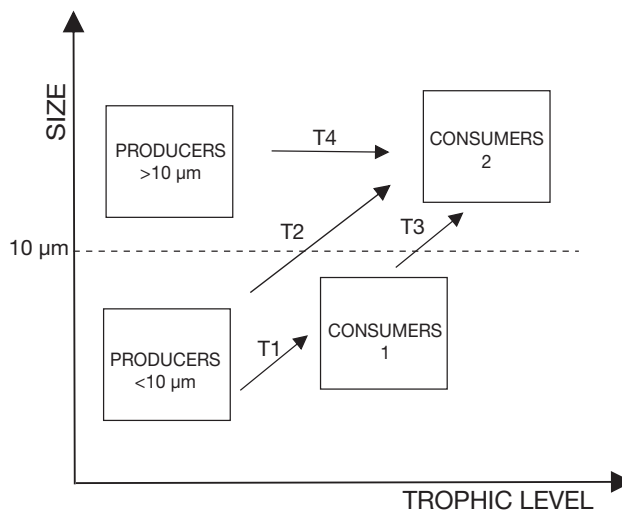 SIZE
PRODUCERS
>10 µm
T4
CONSUMERS
2
T2
T3
10 µm
PRODUCERS
<10 µm
T1
CONSUMERS
1
TROPHIC LEVEL